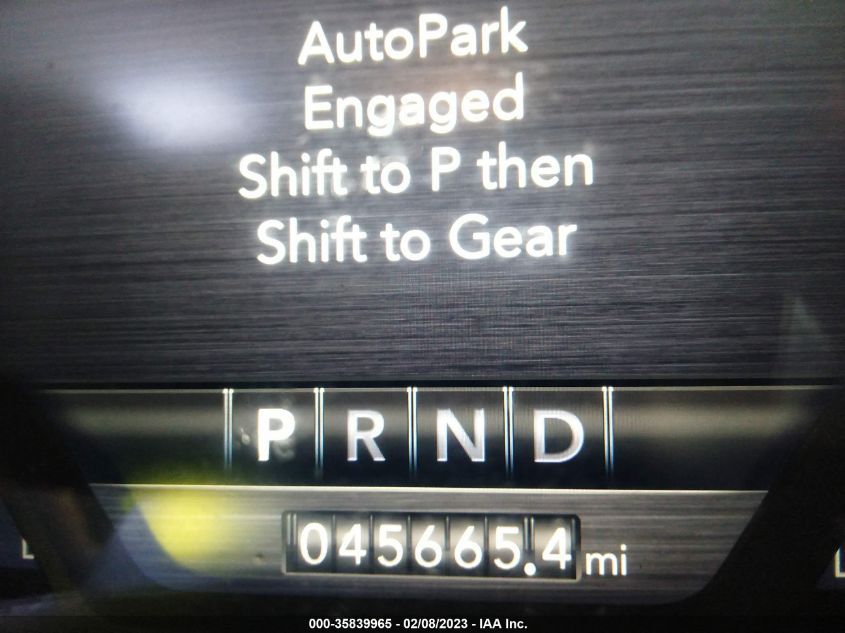 AutoPark
Engaged
Shift to P then
Shift to Gear
P R N D
045665.4 mi
000-35839965 - 02/08/2023 - IAA Inc.